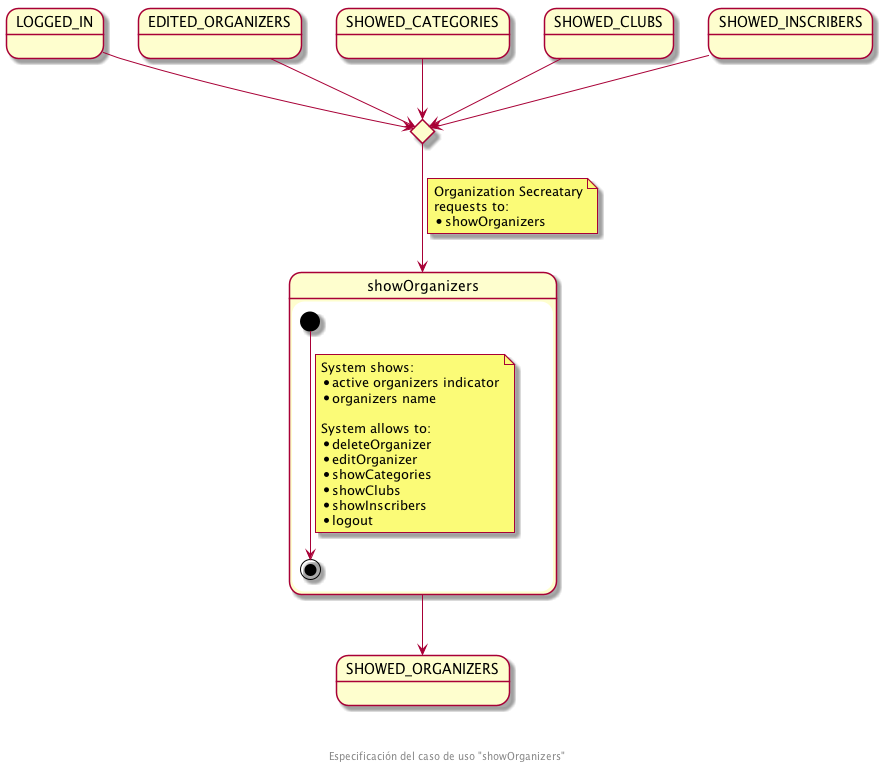 LOGGED_IN
EDITED_ORGANIZERS
SHOWED_CATEGORIES
SHOWED_CLUBS
SHOWED_INSCRIBERS
Organization Secreatary
requests to:
• showOrganizers
showOrganizers
System shows:
• active organizers indicator
• organizers name
System allows to:
• deleteOrganizer
• editOrganizer
• showCategories
• showClubs
• showInscribers
• logout
SHOWED_ORGANIZERS
Especificación del caso de uso "showOrganizers"